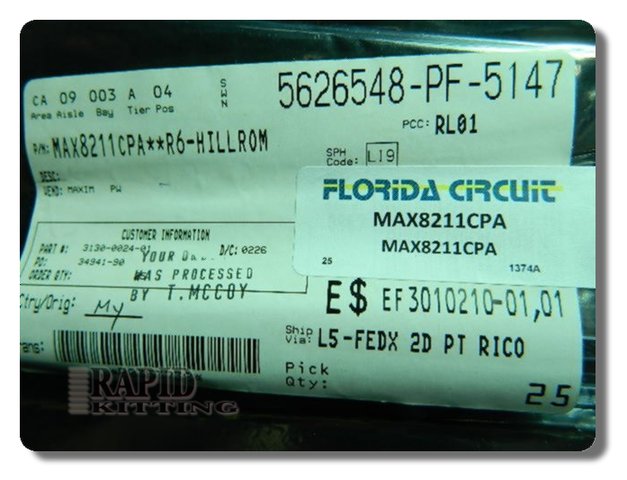 CA 09 003 A 04
Area Aisle Bay Tier Pos
SWN
5626548-PF-5147
PCC: RL01
P/N: MAX8211CPA**R6-HILLROM
SPH
Code: L19
DESC:
VEND: MAXIM PW
FLORIDA CIRCUIT
MAX8211CPA
MAX8211CPA
25 1374A
CUSTOMER INFORMATION
PART #: 3130-0024-01 D/C: 0226
PO: 34941-90 YOUR
ORDER QTY: WAS PROCESSED
BY T.MCCOY
Ctry/Orig: My
E$ EF3010210-01,01
Ship
Via: L5-FEDX 2D PT RICO
rans:
Pick
Qty: 25
RAPID
KITTING